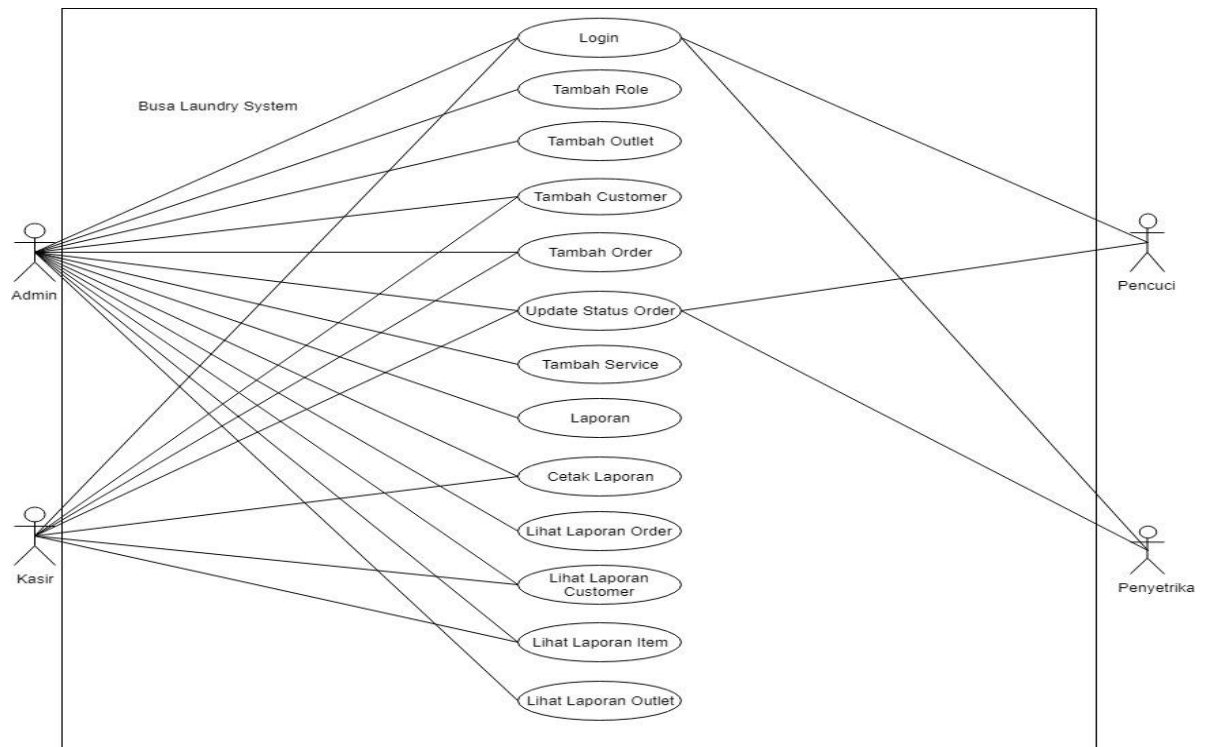 Login
Tambah Role
Busa Laundry System
Tambah Outlet
Tambah Customer
Tambah Order
Admin
Pencuci
Update Status Order
Tambah Service
Laporan
Cetak Laporan
Lihat Laporan Order
Kasir
Lihat Laporan
Customer
Penyetrika
Lihat Laporan Item
Lihat Laporan Outlet